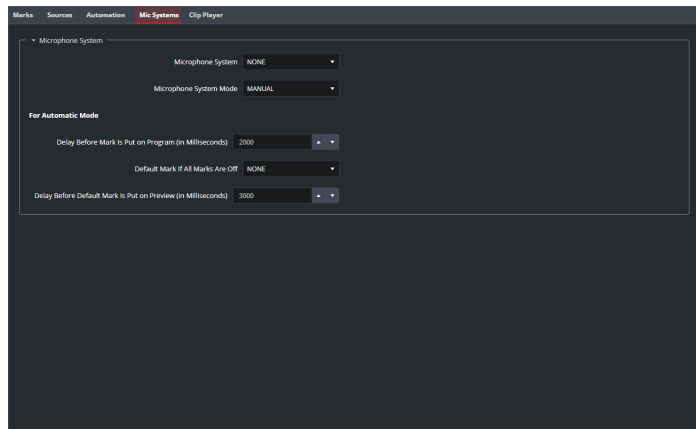 Marks Sources Automation Mic Systems Clip Player
Microphone System
Microphone System NONE
Microphone System Mode MANUAL
For Automatic Mode
Delay Before Mark Is Put on Program (in Milliseconds) 2000
Default Mark If All Marks Are Off NONE
Delay Before Default Mark Is Put on Preview (in Milliseconds) 3000